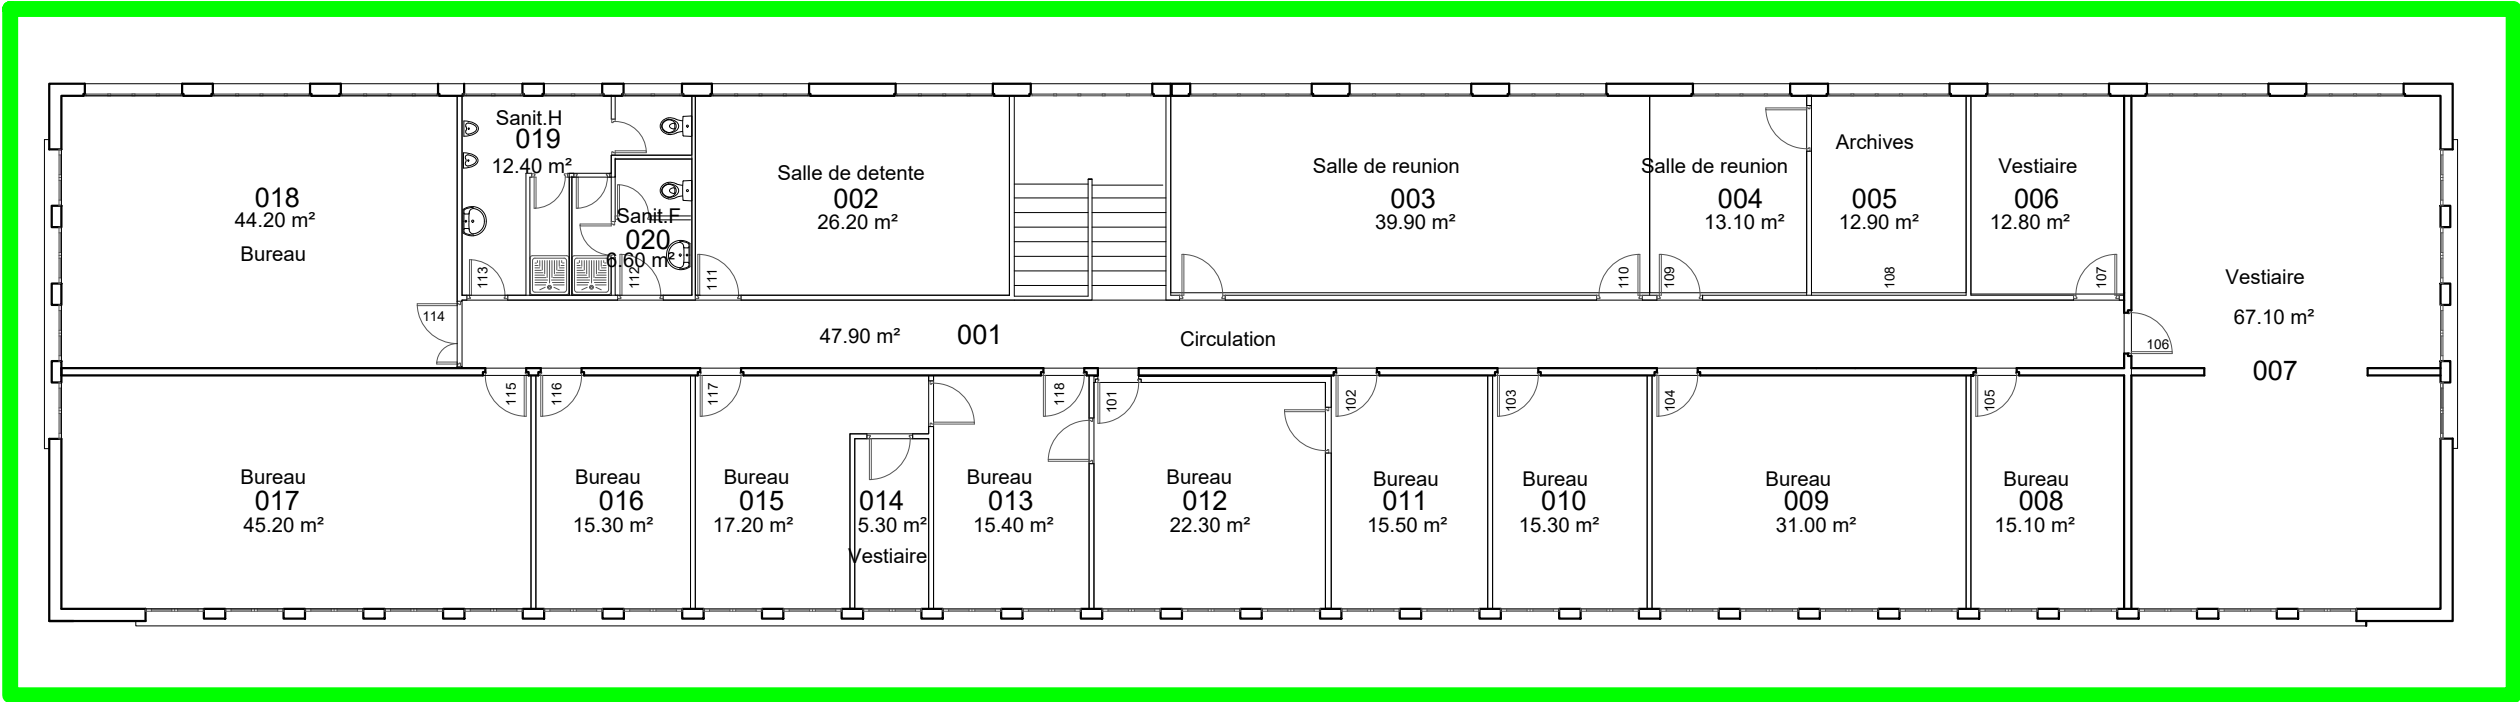 Sanit.H
019
12.40 m²
018
44.20 m²
Bureau
Sanit.F
020
6.60 m²
113
112
111
Salle de detente
002
26.20 m²
Salle de reunion
003
39.90 m²
110
109
Salle de reunion
004
13.10 m²
Archives
005
12.90 m²
108
Vestiaire
006
12.80 m²
107
Vestiaire
67.10 m²
007
106
114
47.90 m²
001
Circulation
115
116
117
118
101
102
103
104
105
Bureau
017
45.20 m²
Bureau
016
15.30 m²
Bureau
015
17.20 m²
014
5.30 m²
Vestiaire
Bureau
013
15.40 m²
Bureau
012
22.30 m²
Bureau
011
15.50 m²
Bureau
010
15.30 m²
Bureau
009
31.00 m²
Bureau
008
15.10 m²